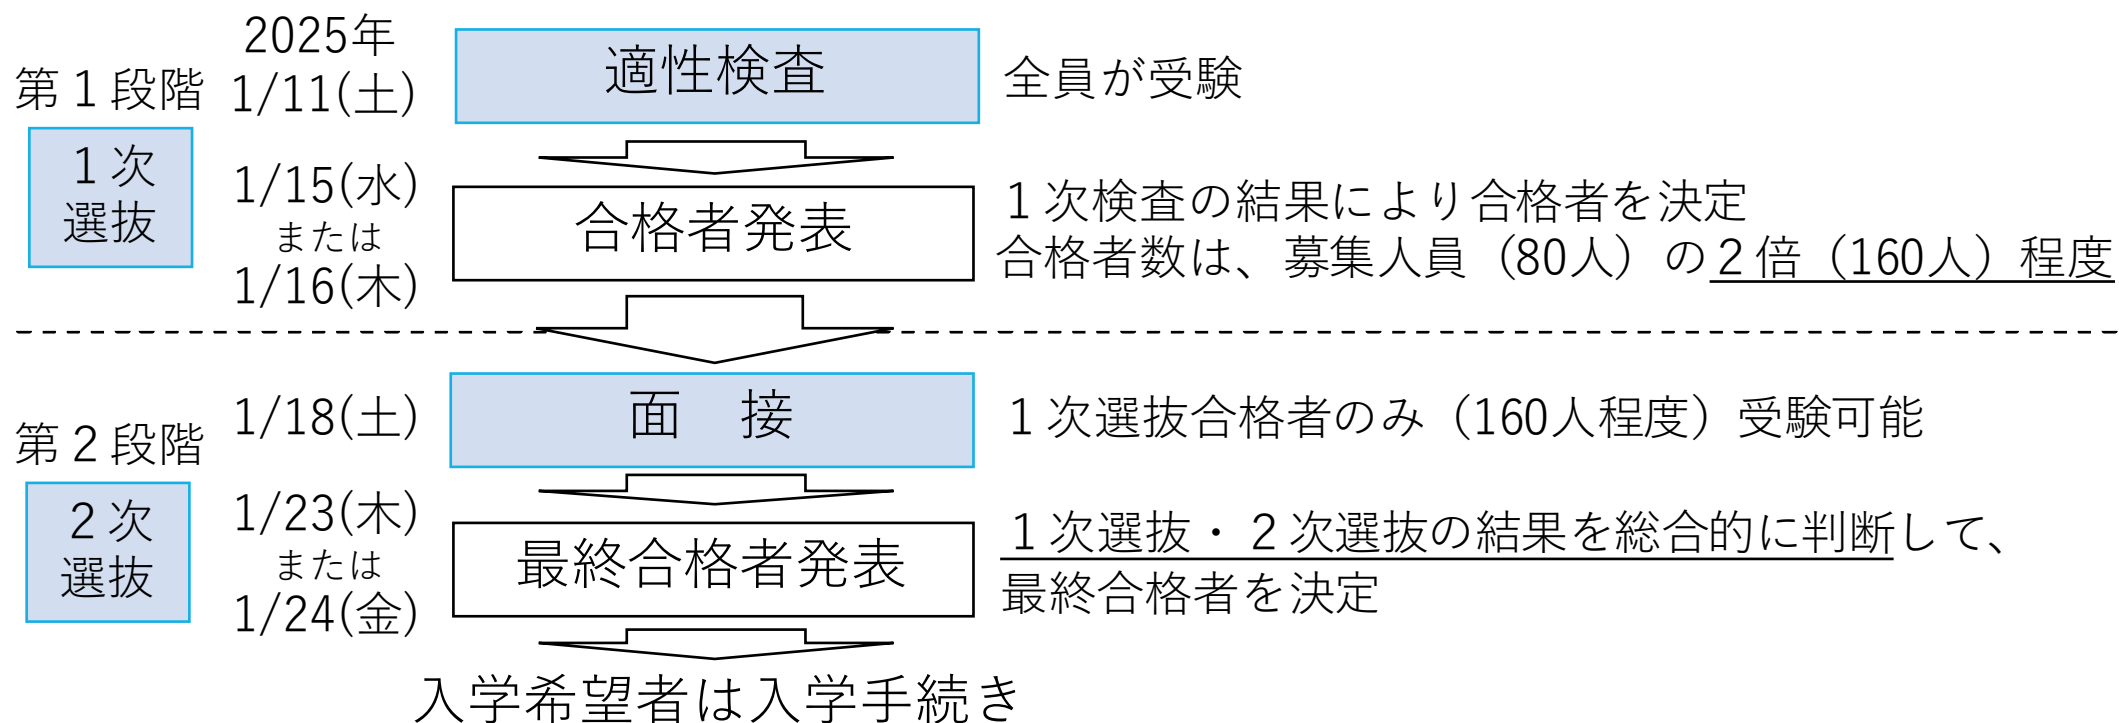 2025年
第１段階
1/11(土)
適性検査
全員が受験
１次
選抜
1/15(水)
または
1/16(木)
合格者発表
１次検査の結果により合格者を決定
合格者数は、募集人員（80人）の２倍（160人）程度
第２段階
1/18(土)
面　接
１次選抜合格者のみ（160人程度）受験可能
２次
選抜
1/23(木)
または
1/24(金)
最終合格者発表
１次選抜・２次選抜の結果を総合的に判断して、
最終合格者を決定
入学希望者は入学手続き